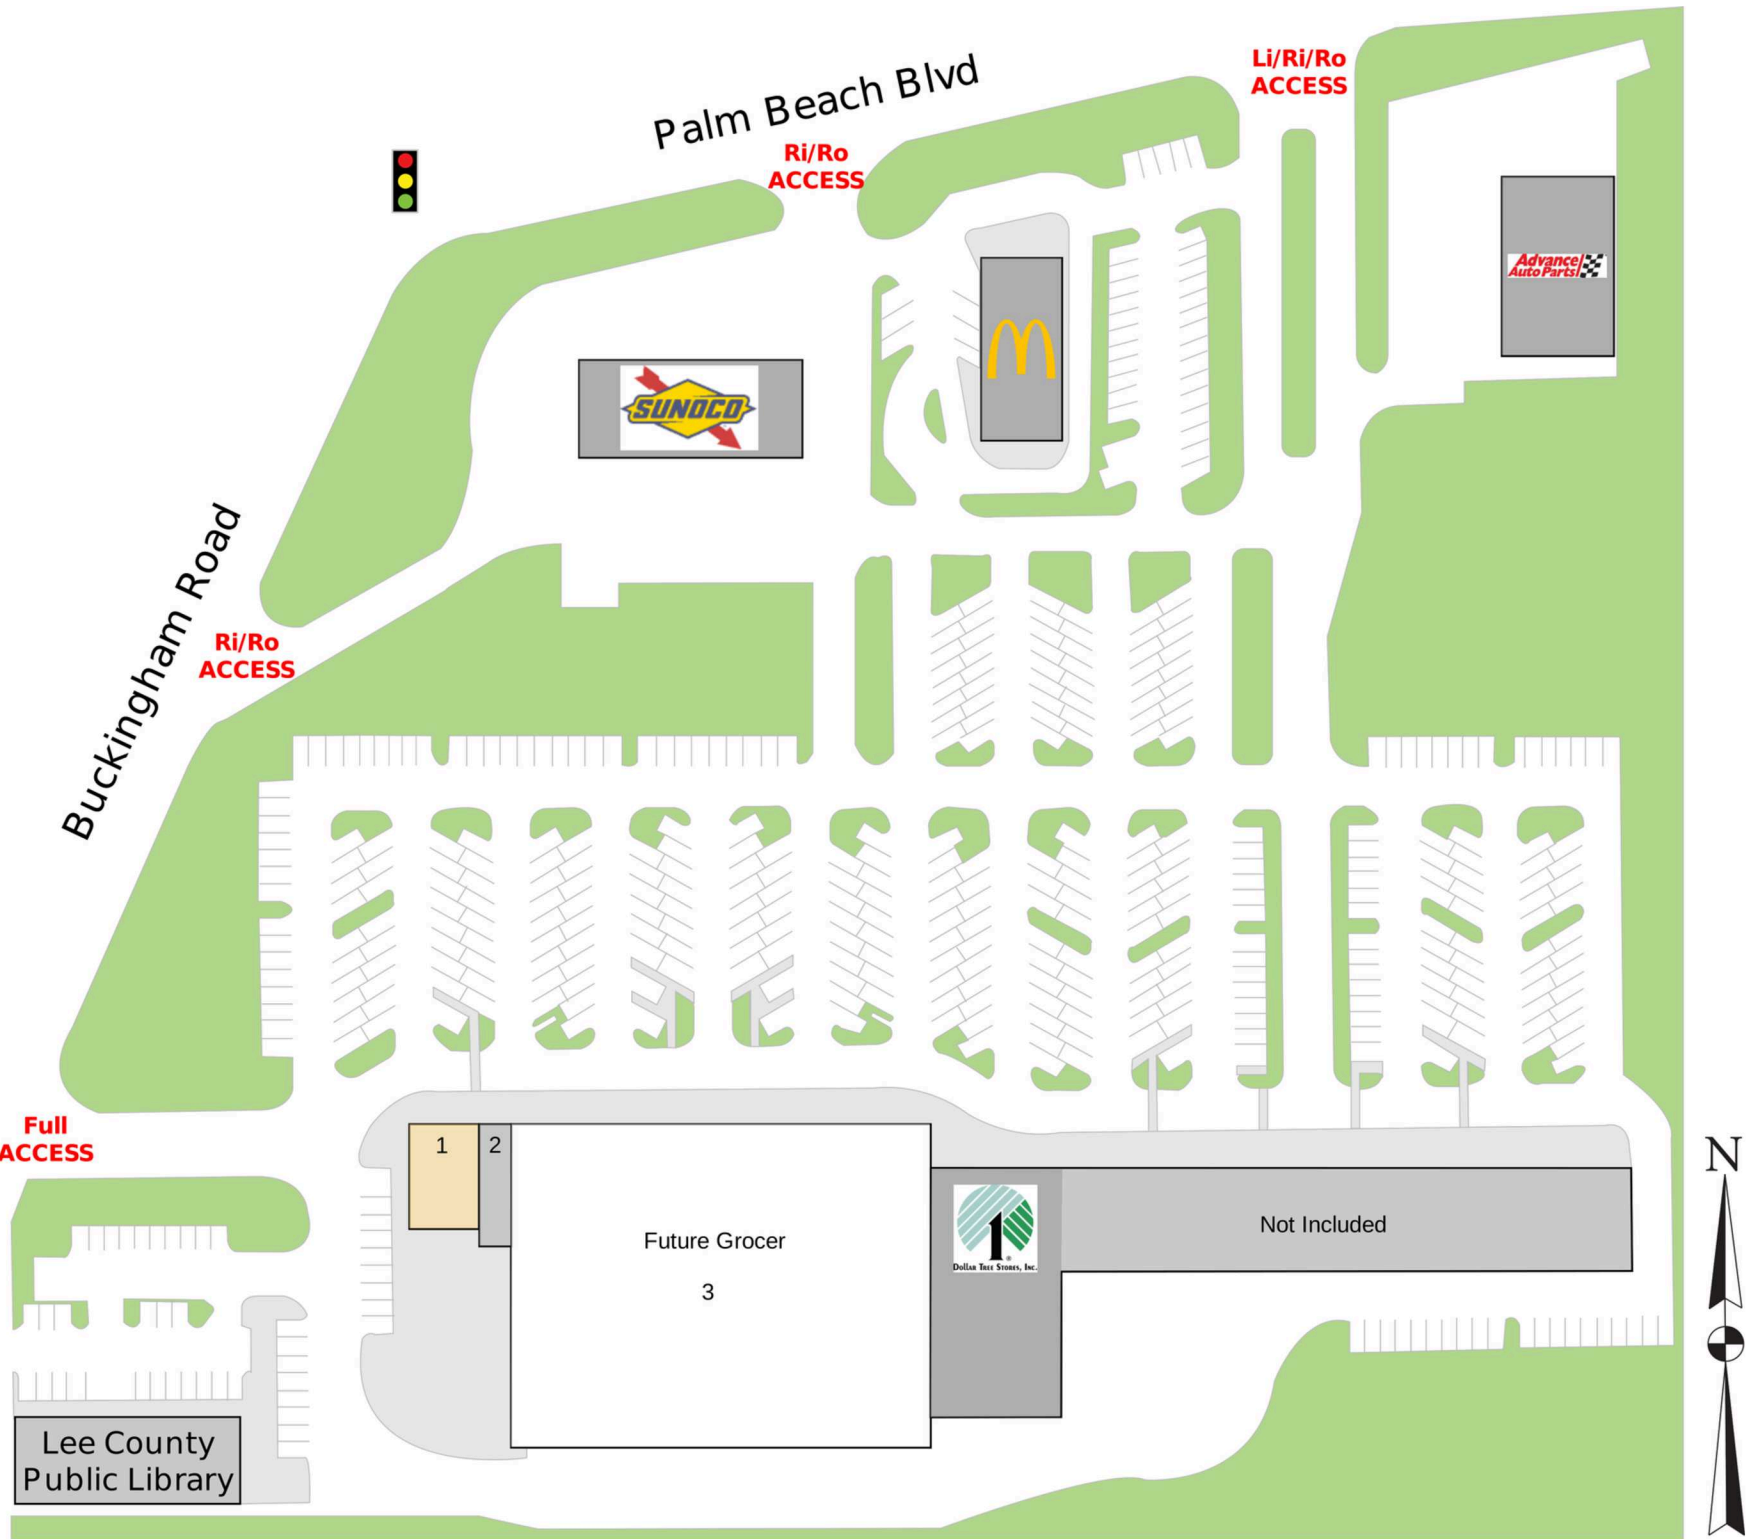 Palm Beach Blvd
Li/Ri/Ro
ACCESS
Ri/Ro
ACCESS
Advance
Auto Parts
SUNOCO
Buckingham Road
Ri/Ro
ACCESS
Full
ACCESS
1
2
Future Grocer
3
1
®
Dollar Tree Stores, Inc.
Not Included
N
Lee County
Public Library